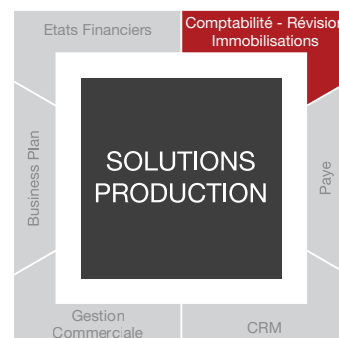 Etats Financiers
Comptabilité - Révision
Immobilisations
Business Plan
SOLUTIONS
PRODUCTION
Paye
Gestion
Commerciale
CRM